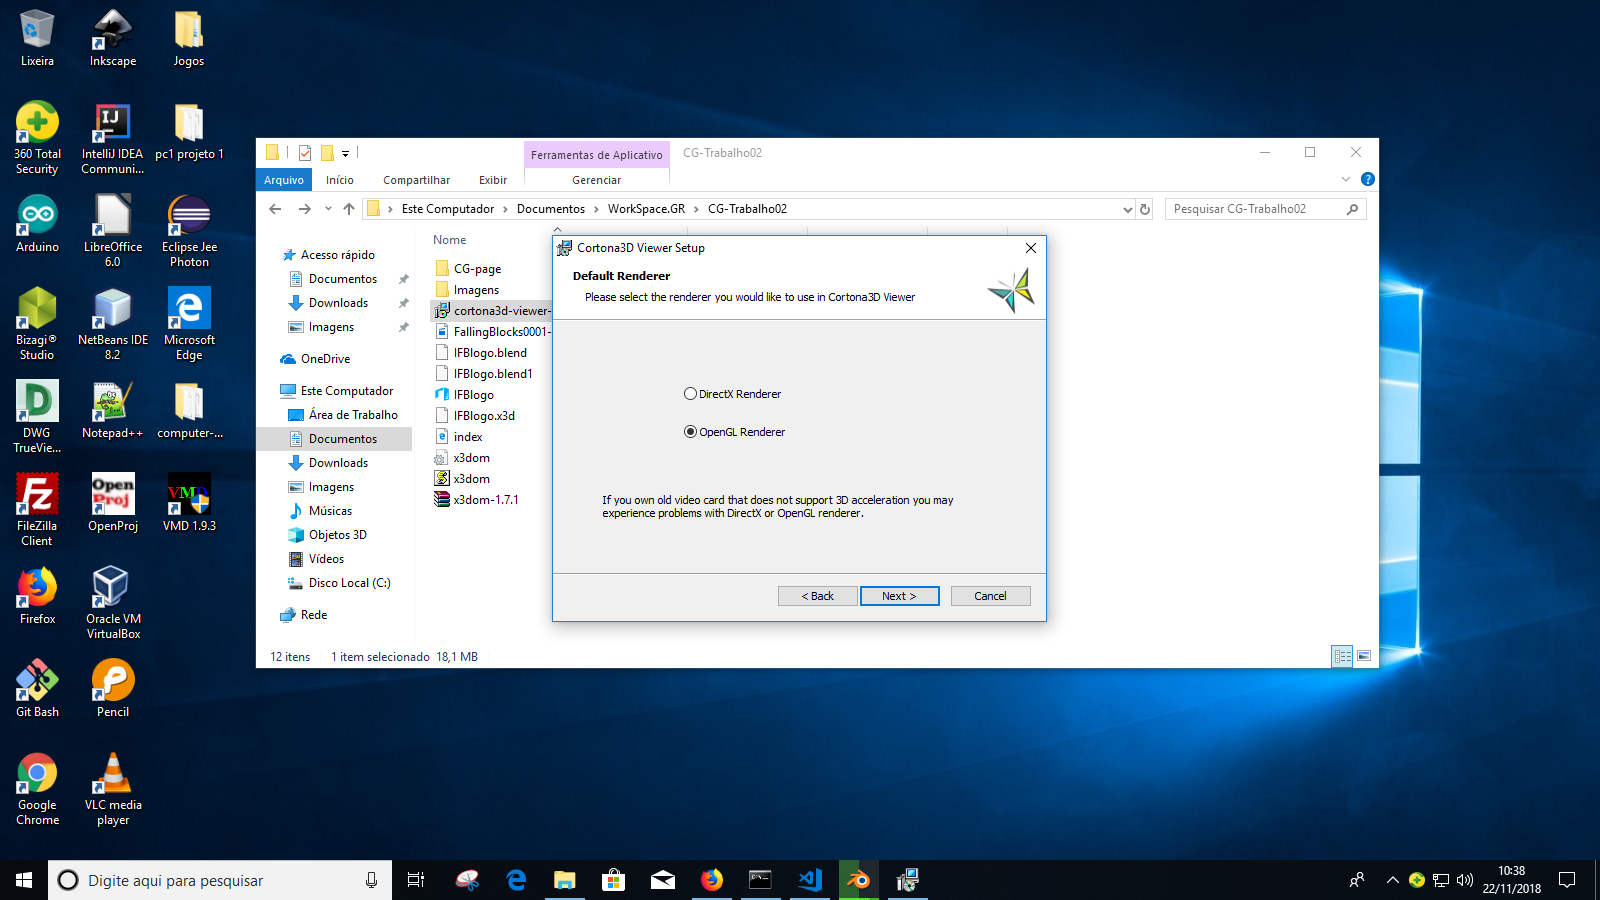 Lixeira
Inkscape
Jogos
360 Total
Security
IntelliJ IDEA
Communi...
pc1 projeto 1
Arduino
LibreOffice
6.0
Eclipse Jee
Photon
Bizagi®
Studio
NetBeans IDE
8.2
Microsoft
Edge
DWG
TrueVie...
Notepad++
computer-...
FileZilla
Client
OpenProj
VMD 1.9.3
Firefox
Oracle VM
VirtualBox
Git Bash
Pencil
Google
Chrome
VLC media
player
Ferramentas de Aplicativo
CG-Trabalho02
Arquivo
Início
Compartilhar
Exibir
Gerenciar
Este Computador > Documentos > WorkSpace.GR > CG-Trabalho02
Pesquisar CG-Trabalho02
Acesso rápido
Documentos
Downloads
Imagens
OneDrive
Este Computador
Área de Trabalho
Documentos
Downloads
Imagens
Músicas
Objetos 3D
Vídeos
Disco Local (C:)
Rede
Nome
CG-page
Imagens
cortona3d-viewer-
FallingBlocks0001-
IFBlogo.blend
IFBlogo.blend1
IFBlogo
IFBlogo.x3d
index
x3dom
x3dom
x3dom-1.7.1
12 itens
1 item selecionado 18,1 MB
Cortona3D Viewer Setup
Default Renderer
Please select the renderer you would like to use in Cortona3D Viewer
DirectX Renderer
OpenGL Renderer
If you own old video card that does not support 3D acceleration you may
experience problems with DirectX or OpenGL renderer.
< Back
Next >
Cancel
Digite aqui para pesquisar
10:38
22/11/2018